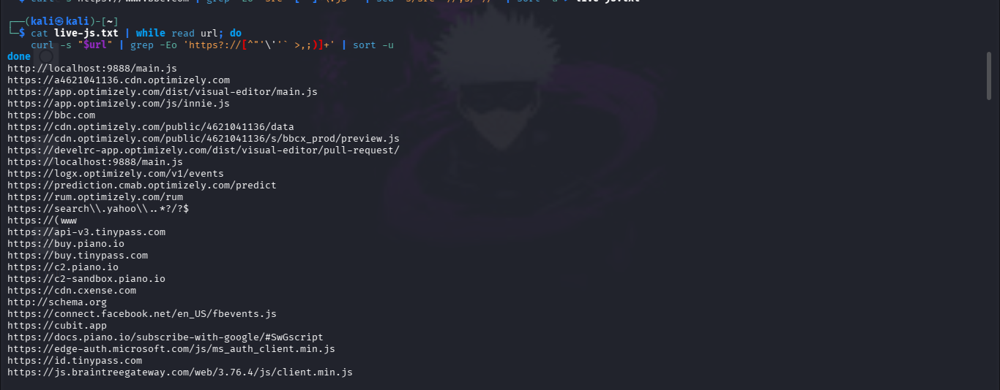 ┌──(kali㉿kali)-[~]
└─$ cat live-js.txt | while read url; do
    curl -s "$url" | grep -Eo 'https?://[^"'\''` >,;)]+' | sort -u
done
http://localhost:9888/main.js
https://a4621041136.cdn.optimizely.com
https://app.optimizely.com/dist/visual-editor/main.js
https://app.optimizely.com/js/innie.js
https://bbc.com
https://cdn.optimizely.com/public/4621041136/data
https://cdn.optimizely.com/public/4621041136/s/bbcx_prod/preview.js
https://develrc-app.optimizely.com/dist/visual-editor/pull-request/
https://localhost:9888/main.js
https://logx.optimizely.com/v1/events
https://prediction.cmab.optimizely.com/predict
https://rum.optimizely.com/rum
https://search\\.yahoo\\..*?/?$
https://(www
https://api-v3.tinypass.com
https://buy.piano.io
https://buy.tinypass.com
https://c2.piano.io
https://c2-sandbox.piano.io
https://cdn.cxense.com
http://schema.org
https://connect.facebook.net/en_US/fbevents.js
https://cubit.app
https://docs.piano.io/subscribe-with-google/#SwGscript
https://edge-auth.microsoft.com/js/ms_auth_client.min.js
https://id.tinypass.com
https://js.braintreegateway.com/web/3.76.4/js/client.min.js